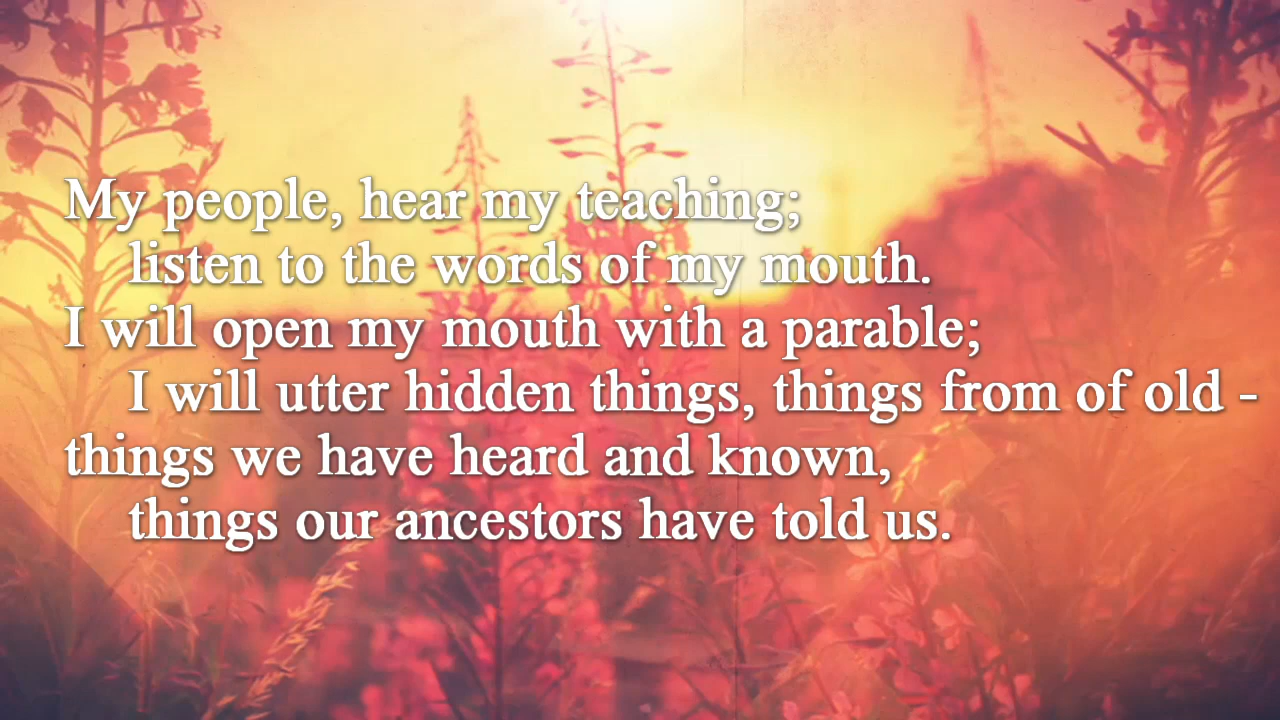 My people, hear my teaching;
listen to the words of my mouth.
I will open my mouth with a parable;
I will utter hidden things, things from of old -
things we have heard and known,
things our ancestors have told us.